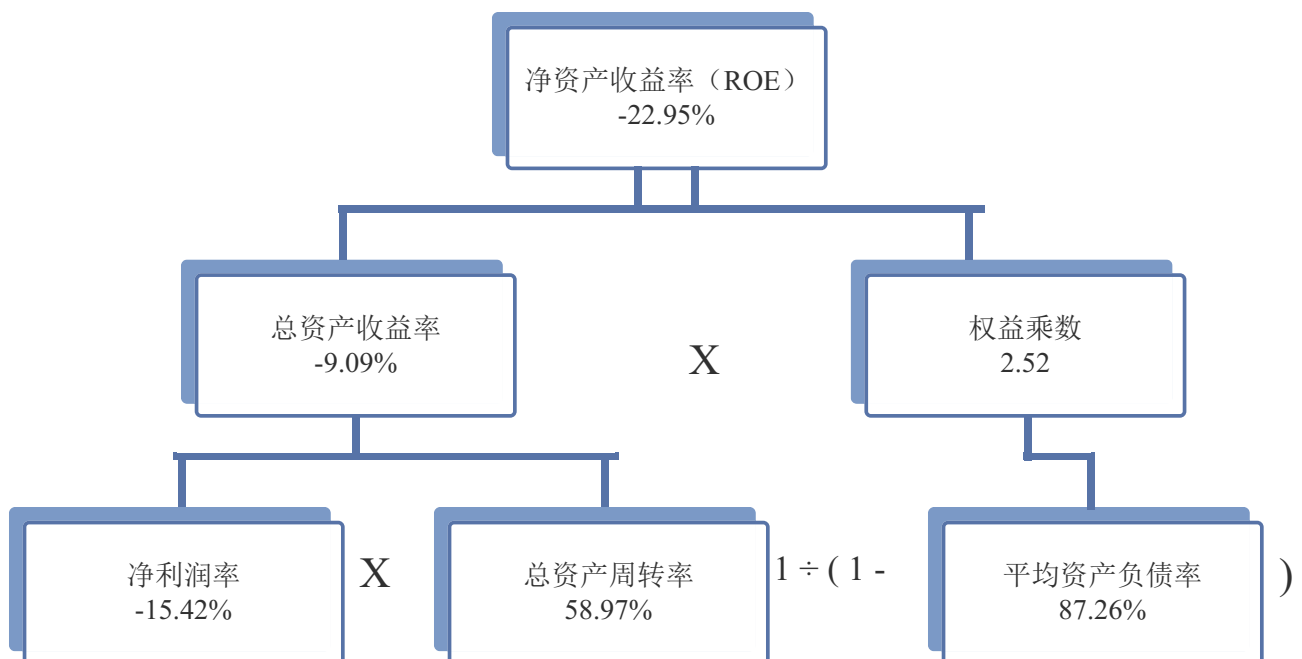 净资产收益率（ROE）
-22.95%
总资产收益率
-9.09%
X
权益乘数
2.52
净利润率
-15.42%
X
总资产周转率
58.97%
1 ÷ ( 1 -
平均资产负债率
87.26%
)